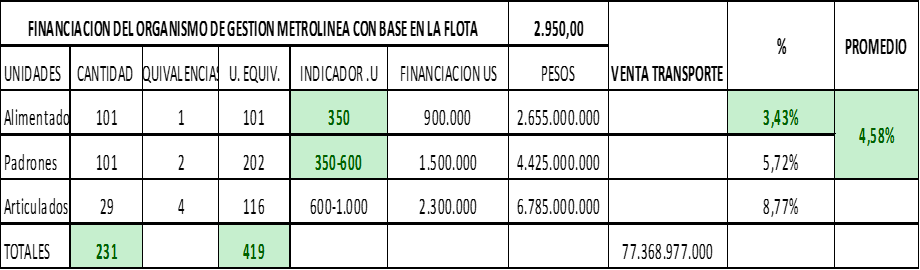 FINANCIACION DEL ORGANISMO DE GESTION METROLINEA CON BASE EN LA FLOTA 2.950,00 VENTA TRANSPORTE % PROMEDIO
UNIDADES CANTIDAD QUIVALENCIAS U. EQUIV. INDICADOR .U FINANCIACION US PESOS
Alimentado 101 1 101 350 900.000 2.655.000.000 3,43% 4,58%
Padrones 101 2 202 350-600 1.500.000 4.425.000.000 5,72%
Articulados 29 4 116 600-1.000 2.300.000 6.785.000.000 8,77%
TOTALES 231 419 77.368.977.000